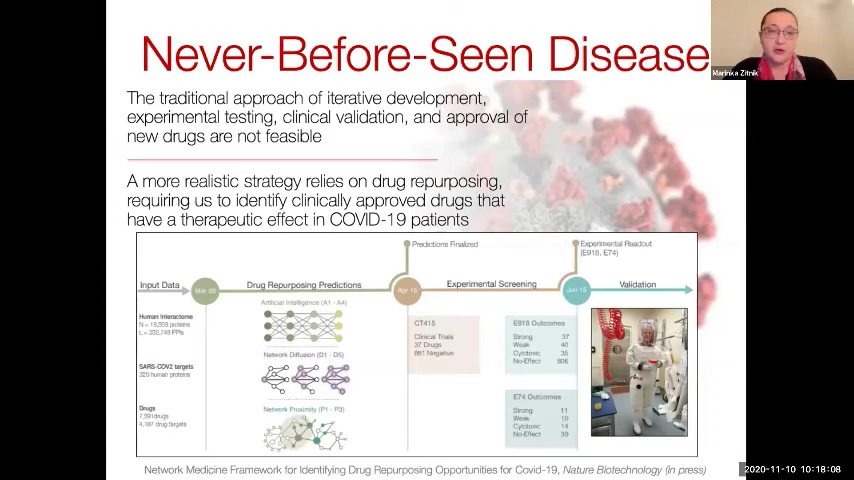 Never-Before-Seen Disease
Marinka Zitnik
The traditional approach of iterative development,
experimental testing, clinical validation, and approval of
new drugs are not feasible
A more realistic strategy relies on drug repurposing,
requiring us to identify clinically approved drugs that
have a therapeutic effect in COVID-19 patients
Predictions Finalized
Experimental Readout
(E918, E74)
Input Data
Mar 23
Drug Repurposing Predictions
Apr 15
Experimental Screening
Jun 15
Validation
Artificial Intelligence (A1 - A4)
Human Interactome
N = 18,508 proteins
L = 332,749 PPIs
SARS-COV2 targets
320 human proteins
Drugs
7,591drugs
4,187 drug targets
Network Diffusion (D1 - D5)
Network Proximity (P1 - P3)
CT415
Clinical Trials
37 Drugs
881 Negative
E918 Outcomes
Strong 37
Weak 40
Cytotoxic 35
No-Effect 806
E74 Outcomes
Strong 11
Weak 10
Cytotoxic 14
No-Effect 39
Network Medicine Framework for Identifying Drug Repurposing Opportunities for Covid-19, Nature Biotechnology (in press)
2020-11-10 10:18:08